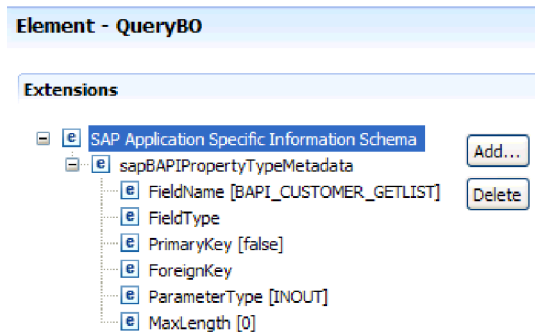 Element - QueryBO
Extensions
SAP Application Specific Information Schema
Add...
sapBAPIPropertyTypeMetadata
FieldName [BAPI_CUSTOMER_GETLIST]
Delete
FieldType
PrimaryKey [false]
ForeignKey
ParameterType [INOUT]
MaxLength [0]